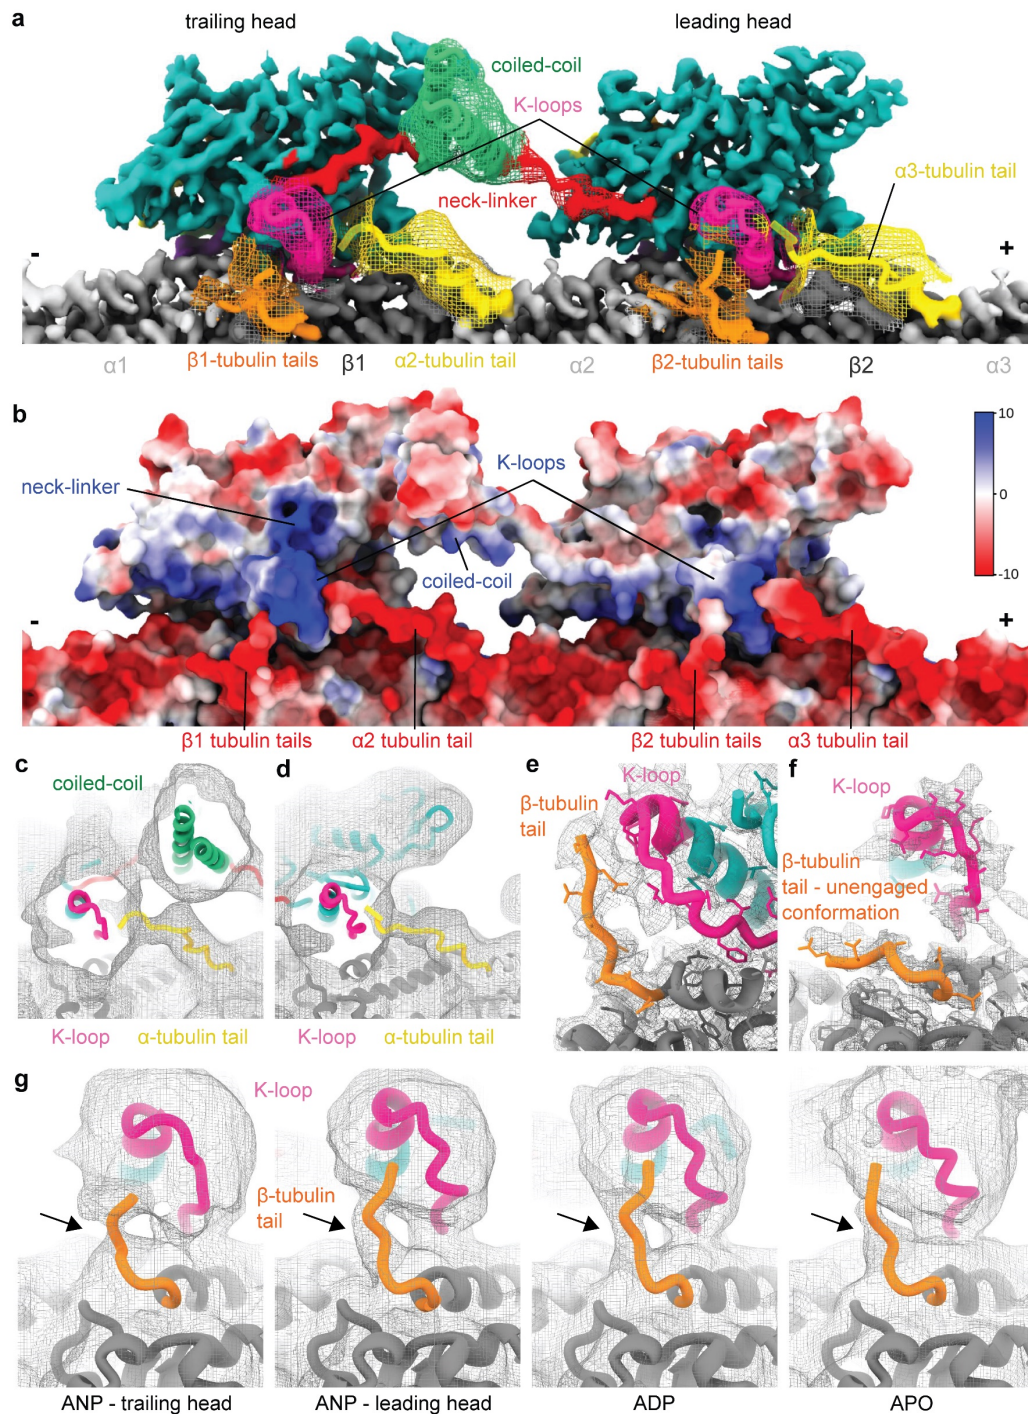 a
trailing head
leading head
coiled-coil
K-loops
α3-tubulin tail
neck-linker
-
+
α1
β1-tubulin tails
β1
α2-tubulin tail
α2
β2-tubulin tails
β2
α3
b
10
0
-10
K-loops
neck-linker
coiled-coil
-
+
β1 tubulin tails
α2 tubulin tail
β2 tubulin tails
α3 tubulin tail
c
coiled-coil
K-loop
α-tubulin tail
d
K-loop
α-tubulin tail
e
K-loop
β-tubulin
tail
f
K-loop
β-tubulin
tail - unengaged
conformation
g
K-loop
β-tubulin
tail
ANP - trailing head
ANP - leading head
ADP
APO